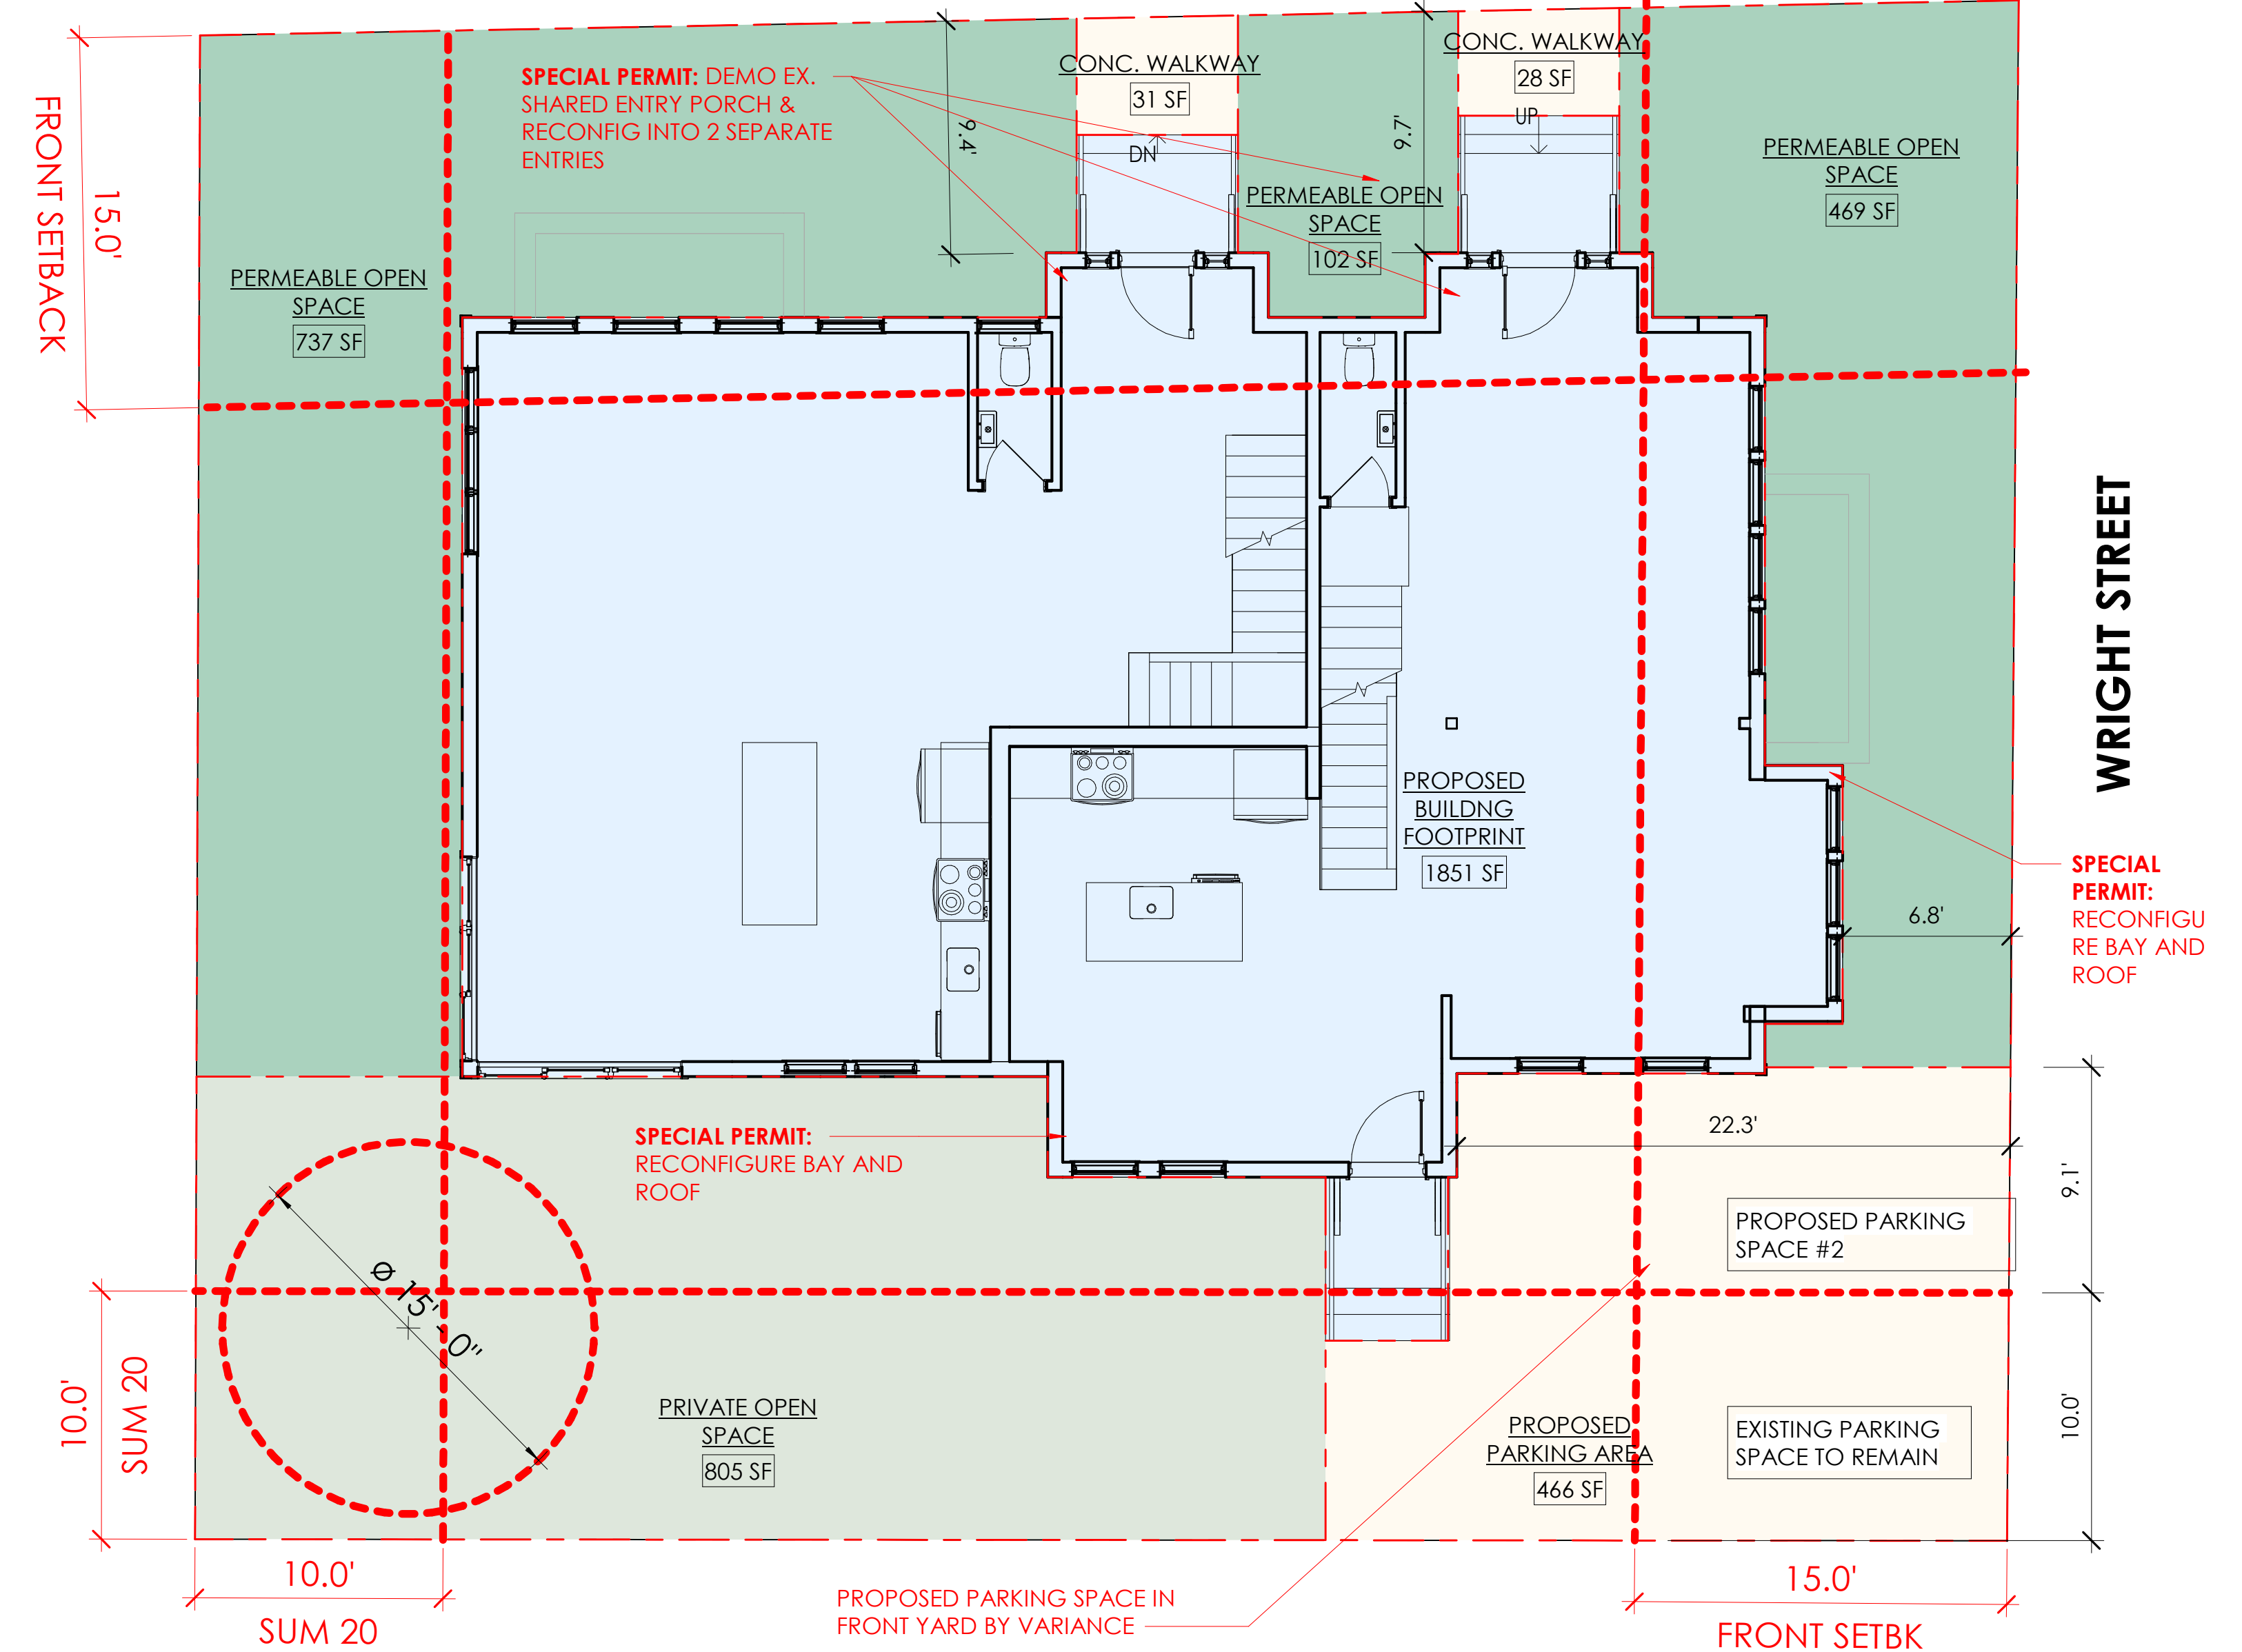 CONC. WALKWAY
31 SF
CONC. WALKWAY
28 SF
UP
DN
SPECIAL PERMIT: DEMO EX.
SHARED ENTRY PORCH &
RECONFIG INTO 2 SEPARATE
ENTRIES
9.4'
9.7'
FRONT SETBACK
15.0'
PERMEABLE OPEN
SPACE
737 SF
PERMEABLE OPEN
SPACE
102 SF
PERMEABLE OPEN
SPACE
469 SF
WRIGHT STREET
PROPOSED
BUILDNG
FOOTPRINT
1851 SF
SPECIAL
PERMIT:
RECONFIGU
RE BAY AND
ROOF
6.8'
SPECIAL PERMIT:
RECONFIGURE BAY AND
ROOF
22.3'
9.1'
PROPOSED PARKING
SPACE #2
Ø 15' - 0"
10.0'
SUM 20
PRIVATE OPEN
SPACE
805 SF
PROPOSED
PARKING AREA
466 SF
EXISTING PARKING
SPACE TO REMAIN
10.0'
10.0'
SUM 20
PROPOSED PARKING SPACE IN
FRONT YARD BY VARIANCE
15.0'
FRONT SETBK